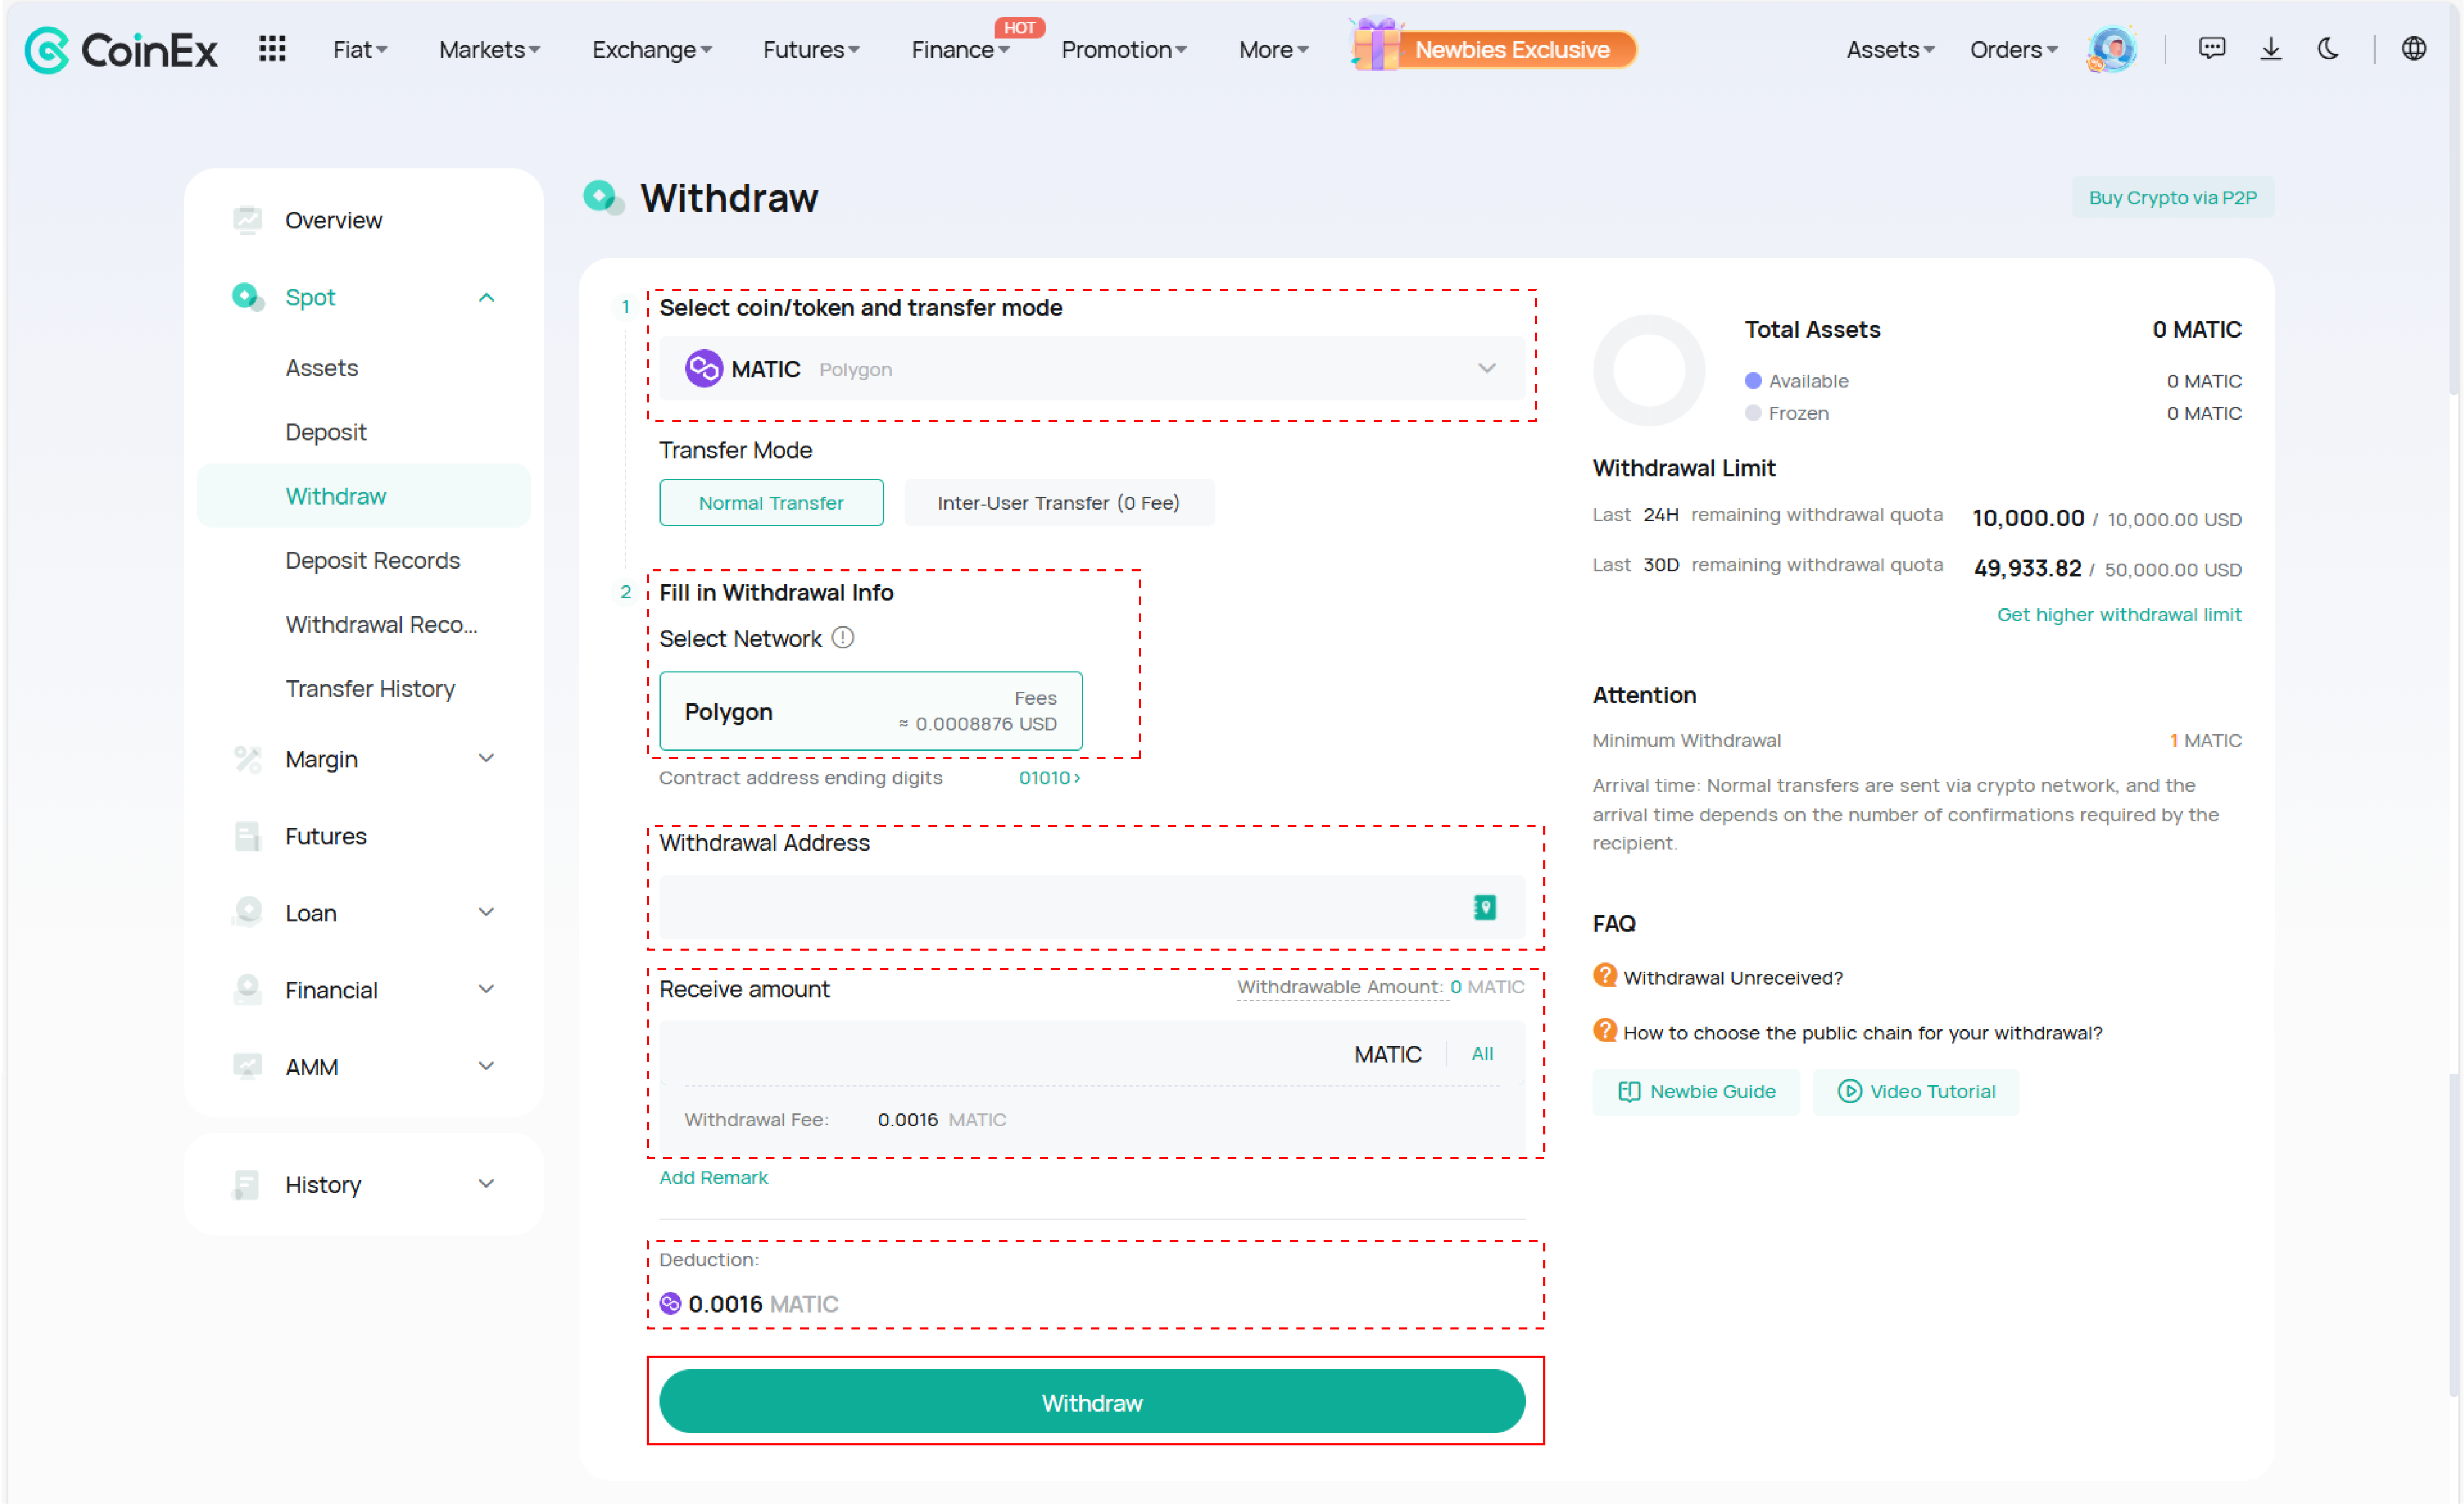 CoinEx
Fiat
Markets
Exchange
Futures
Finance
HOT
Promotion
More
Newbies Exclusive
Assets
Orders
Overview
Spot
Assets
Deposit
Withdraw
Deposit Records
Withdrawal Reco...
Transfer History
Margin
Futures
Loan
Financial
AMM
History
Withdraw
Buy Crypto via P2P
1
Select coin/token and transfer mode
MATIC Polygon
Transfer Mode
Normal Transfer
Inter-User Transfer (0 Fee)
2
Fill in Withdrawal Info
Select Network
Polygon
Fees
≈ 0.0008876 USD
Contract address ending digits 01010>
Withdrawal Address
Receive amount
Withdrawable Amount: 0 MATIC
MATIC
All
Withdrawal Fee: 0.0016 MATIC
Add Remark
Deduction:
0.0016 MATIC
Withdraw
Total Assets 0 MATIC
Available 0 MATIC
Frozen 0 MATIC
Withdrawal Limit
Last 24H remaining withdrawal quota 10,000.00 / 10,000.00 USD
Last 30D remaining withdrawal quota 49,933.82 / 50,000.00 USD
Get higher withdrawal limit
Attention
Minimum Withdrawal 1 MATIC
Arrival time: Normal transfers are sent via crypto network, and the
arrival time depends on the number of confirmations required by the
recipient.
FAQ
Withdrawal Unreceived?
How to choose the public chain for your withdrawal?
Newbie Guide
Video Tutorial